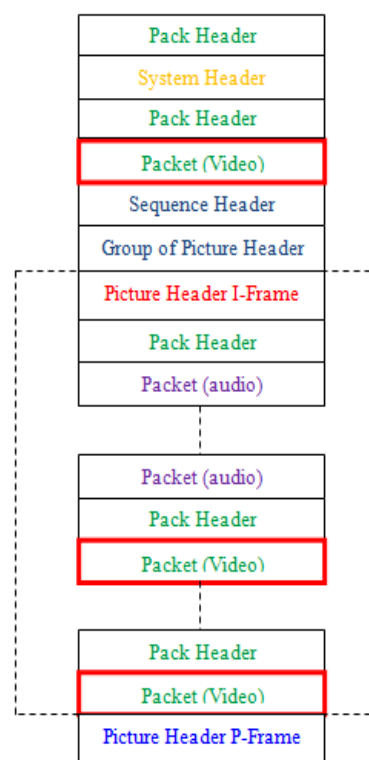 Pack Header
System Header
Pack Header
Packet (Video)
Sequence Header
Group of Picture Header
Picture Header I-Frame
Pack Header
Packet (audio)
Packet (audio)
Pack Header
Packet (Video)
Pack Header
Packet (Video)
Picture Header P-Frame